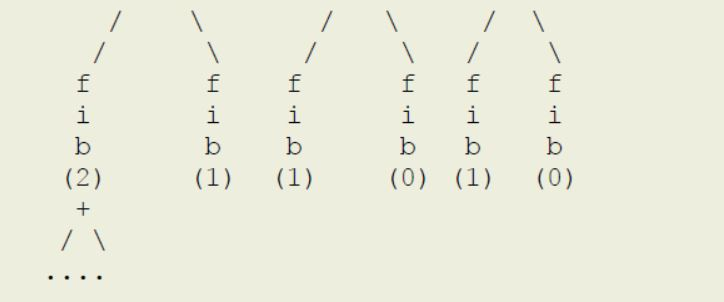 / \ / \ / \
/ \ / \ / \
f f f f f f
i i i i i i
b b b b b b
(2) (1) (1) (0) (1) (0)
+
/ \
....